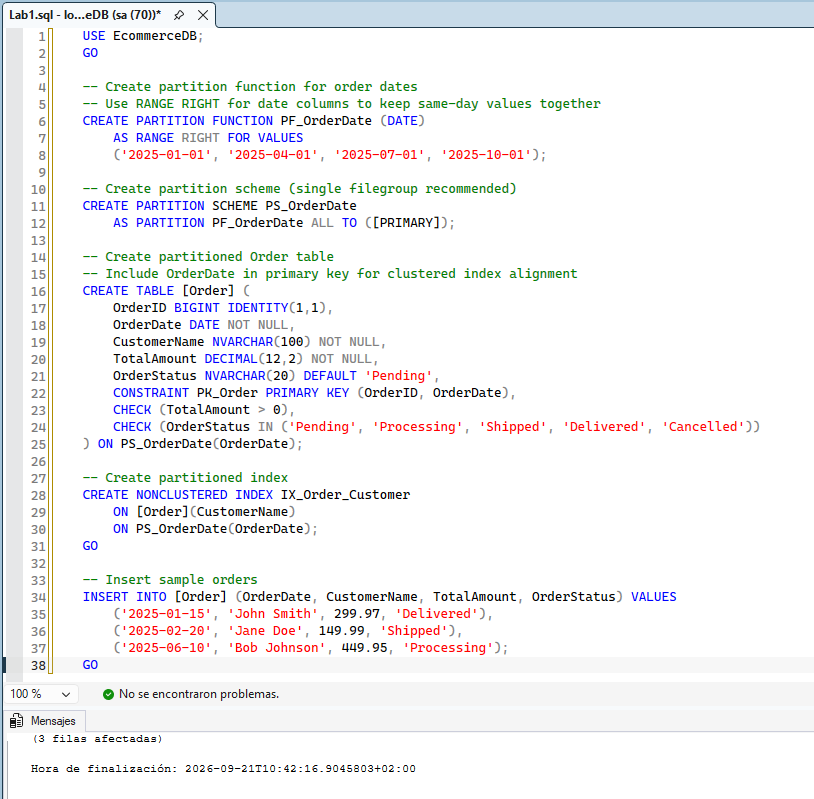 Lab1.sql - lo...eDB (sa (70))*
1 USE EcommerceDB;
2 GO
3
4 -- Create partition function for order dates
5 -- Use RANGE RIGHT for date columns to keep same-day values together
6 CREATE PARTITION FUNCTION PF_OrderDate (DATE)
7     AS RANGE RIGHT FOR VALUES
8     ('2025-01-01', '2025-04-01', '2025-07-01', '2025-10-01');
9
10 -- Create partition scheme (single filegroup recommended)
11 CREATE PARTITION SCHEME PS_OrderDate
12     AS PARTITION PF_OrderDate ALL TO ([PRIMARY]);
13
14 -- Create partitioned Order table
15 -- Include OrderDate in primary key for clustered index alignment
16 CREATE TABLE [Order] (
17     OrderID BIGINT IDENTITY(1,1),
18     OrderDate DATE NOT NULL,
19     CustomerName NVARCHAR(100) NOT NULL,
20     TotalAmount DECIMAL(12,2) NOT NULL,
21     OrderStatus NVARCHAR(20) DEFAULT 'Pending',
22     CONSTRAINT PK_Order PRIMARY KEY (OrderID, OrderDate),
23     CHECK (TotalAmount > 0),
24     CHECK (OrderStatus IN ('Pending', 'Processing', 'Shipped', 'Delivered', 'Cancelled'))
25 ) ON PS_OrderDate(OrderDate);
26
27 -- Create partitioned index
28 CREATE NONCLUSTERED INDEX IX_Order_Customer
29     ON [Order](CustomerName)
30     ON PS_OrderDate(OrderDate);
31 GO
32
33 -- Insert sample orders
34 INSERT INTO [Order] (OrderDate, CustomerName, TotalAmount, OrderStatus) VALUES
35     ('2025-01-15', 'John Smith', 299.97, 'Delivered'),
36     ('2025-02-20', 'Jane Doe', 149.99, 'Shipped'),
37     ('2025-06-10', 'Bob Johnson', 449.95, 'Processing');
38 GO
100 % No se encontraron problemas.
Mensajes
(3 filas afectadas)
Hora de finalización: 2026-09-21T10:42:16.9045803+02:00